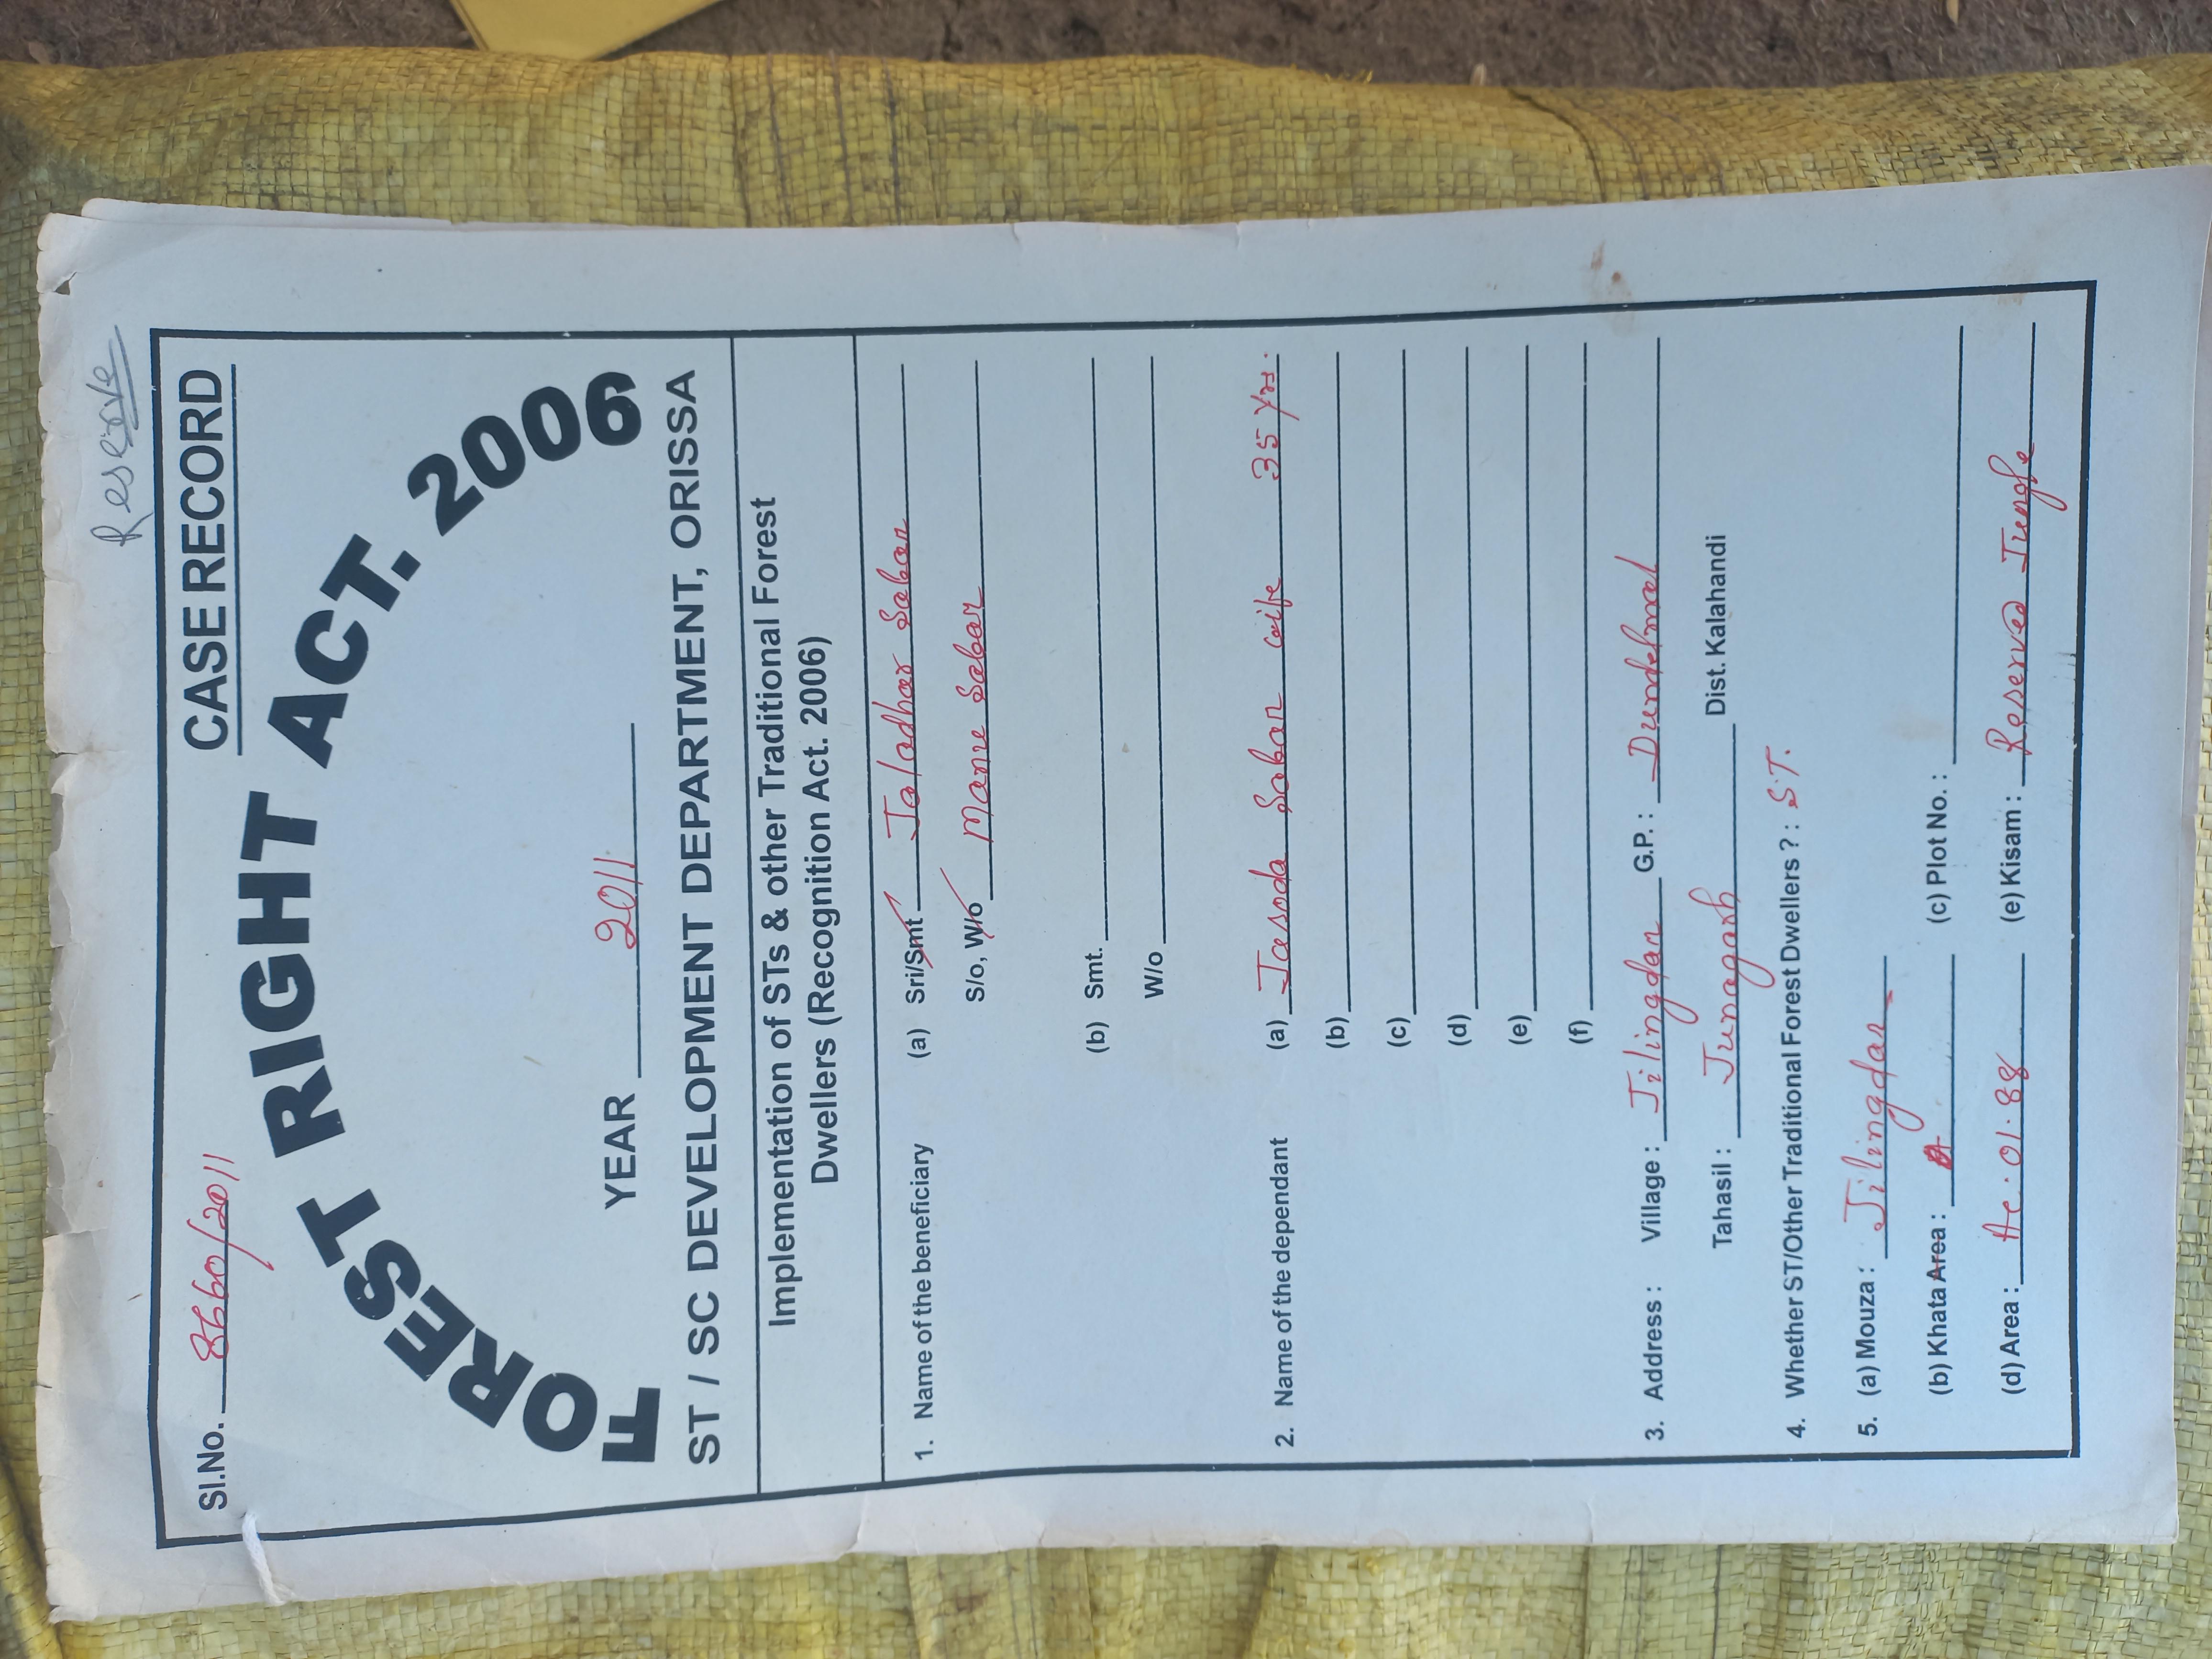 Reserve
Sl.No. 8660/2011 CASE RECORD
FOREST RIGHT ACT. 2006
YEAR 2011
ST / SC DEVELOPMENT DEPARTMENT, ORISSA
Implementation of STs & other Traditional Forest
Dwellers (Recognition Act. 2006)
1. Name of the beneficiary (a) Sri/Smt Jaladhar Sabar
S/o, W/o Manu Sabar
(b) Smt.
W/o
2. Name of the dependant (a) Jasoda Sabar wife 35 yrs.
(b)
(c)
(d)
(e)
(f)
3. Address : Village : Jilingdar G.P. : Dundelmal
Tahasil : Junagarh Dist. Kalahandi
4. Whether ST/Other Traditional Forest Dwellers ? : S.T.
5. (a) Mouza : Jilingdar
(b) Khata Area : (c) Plot No. :
(d) Area : Ac. 01.88 (e) Kisam : Reserved Jungle